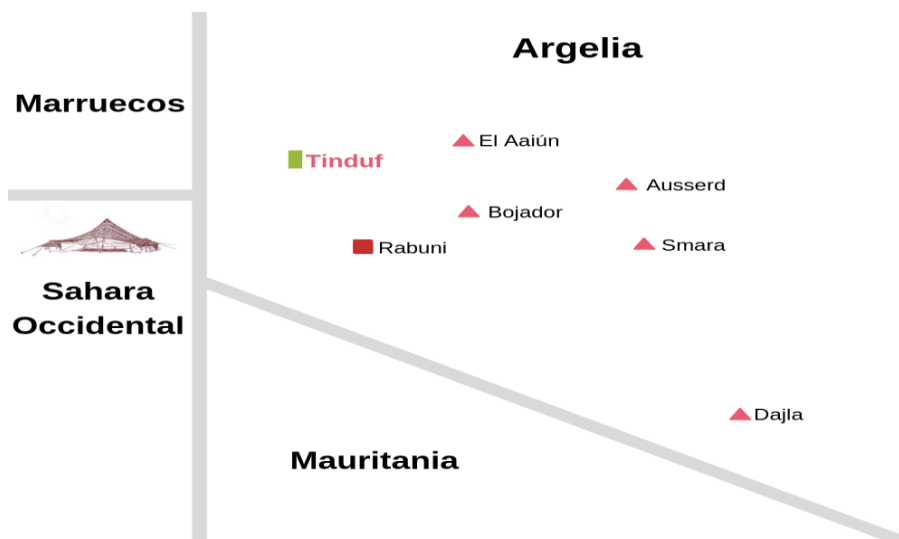 Argelia
Marruecos
El Aaiún
Tinduf
Ausserd
Bojador
Smara
Rabuni
Sahara
Occidental
Dajla
Mauritania